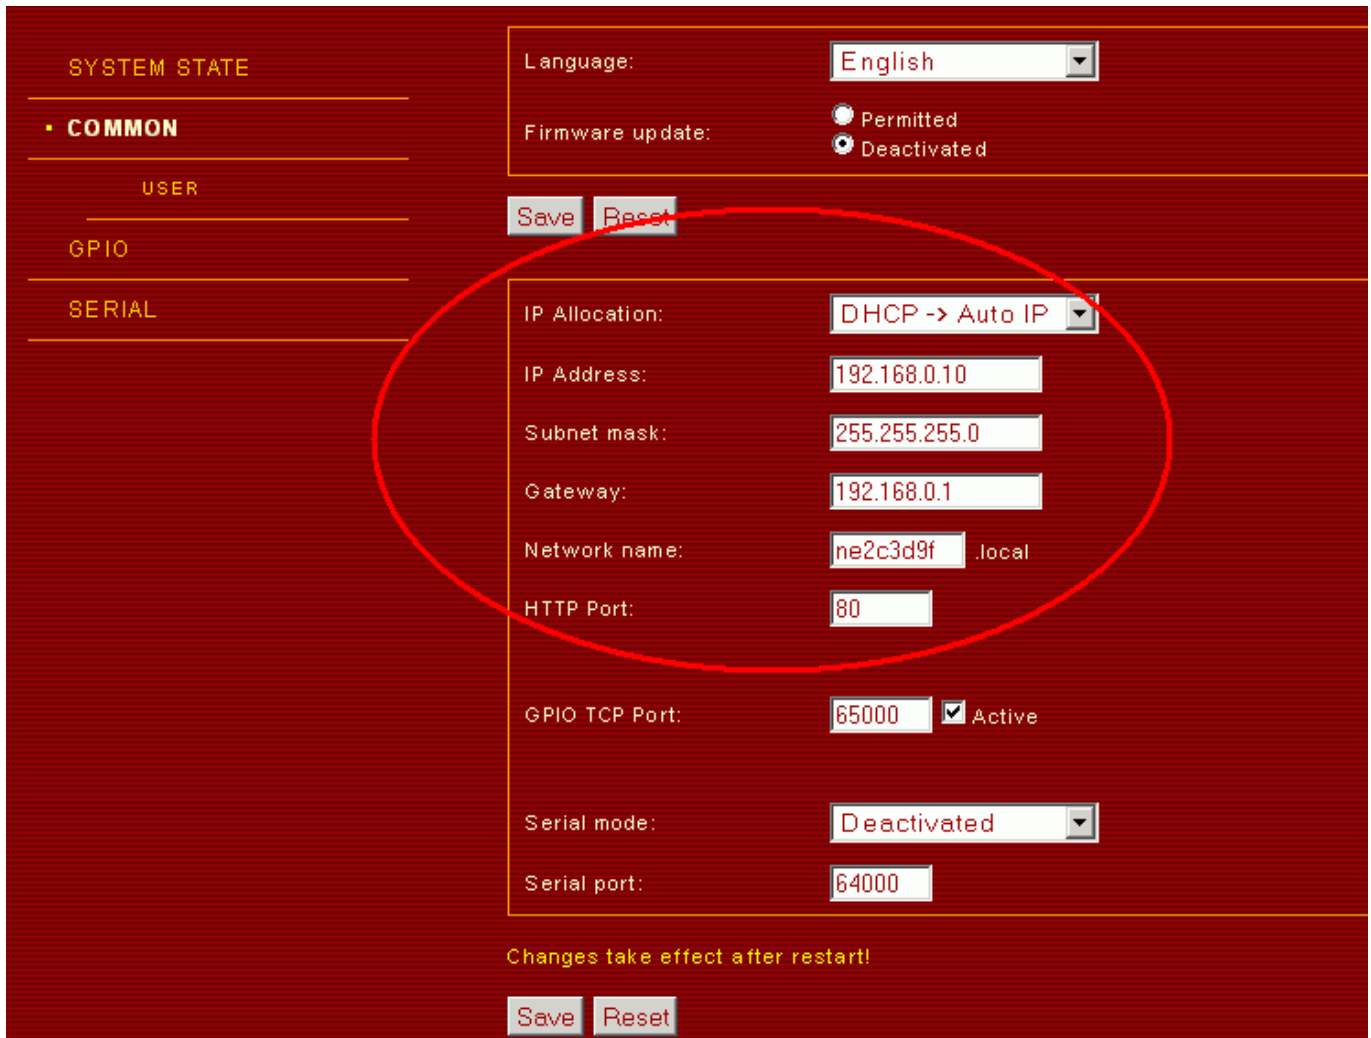 SYSTEM STATE
COMMON
USER
GPIO
SERIAL
Language: English
Firmware update: Permitted
Deactivated
Save Reset
IP Allocation: DHCP -> Auto IP
IP Address: 192.168.0.10
Subnet mask: 255.255.255.0
Gateway: 192.168.0.1
Network name: ne2c3d9f .local
HTTP Port: 80
GPIO TCP Port: 65000 Active
Serial mode: Deactivated
Serial port: 64000
Changes take effect after restart!
Save Reset